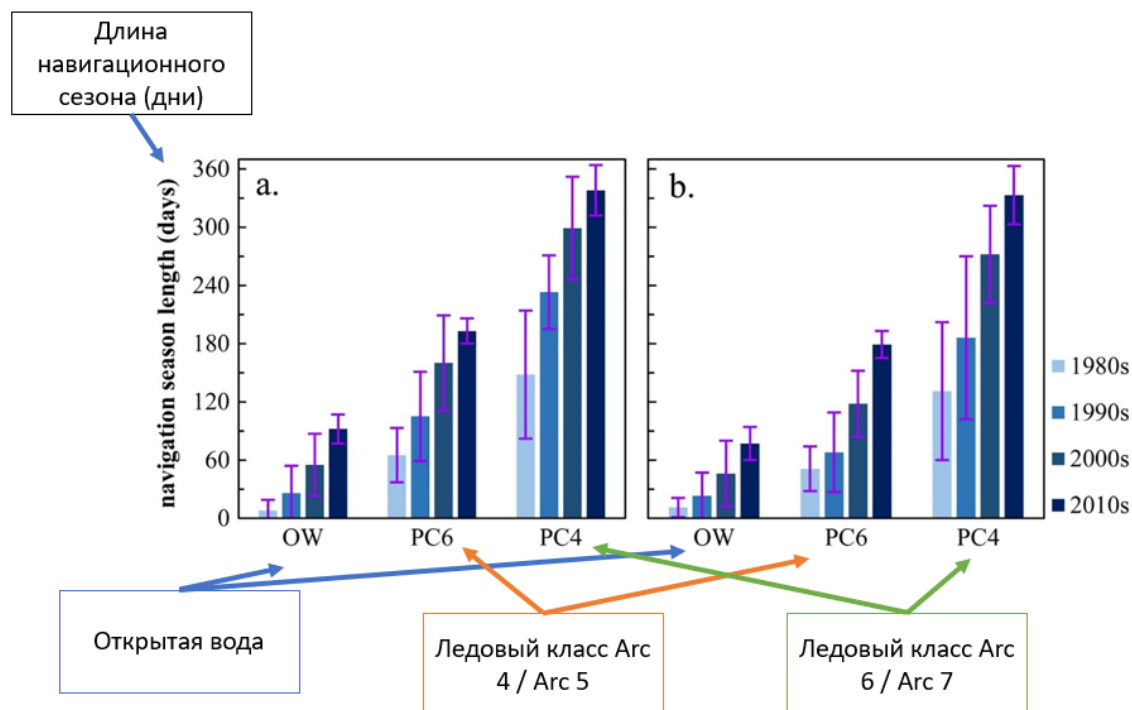 Длина
навигационного
сезона (дни)
navigation season length (days)
360
300
240
180
120
60
0
a.
b.
OW
PC6
PC4
OW
PC6
PC4
1980s
1990s
2000s
2010s
Открытая вода
Ледовый класс Arc
4 / Arc 5
Ледовый класс Arc
6 / Arc 7